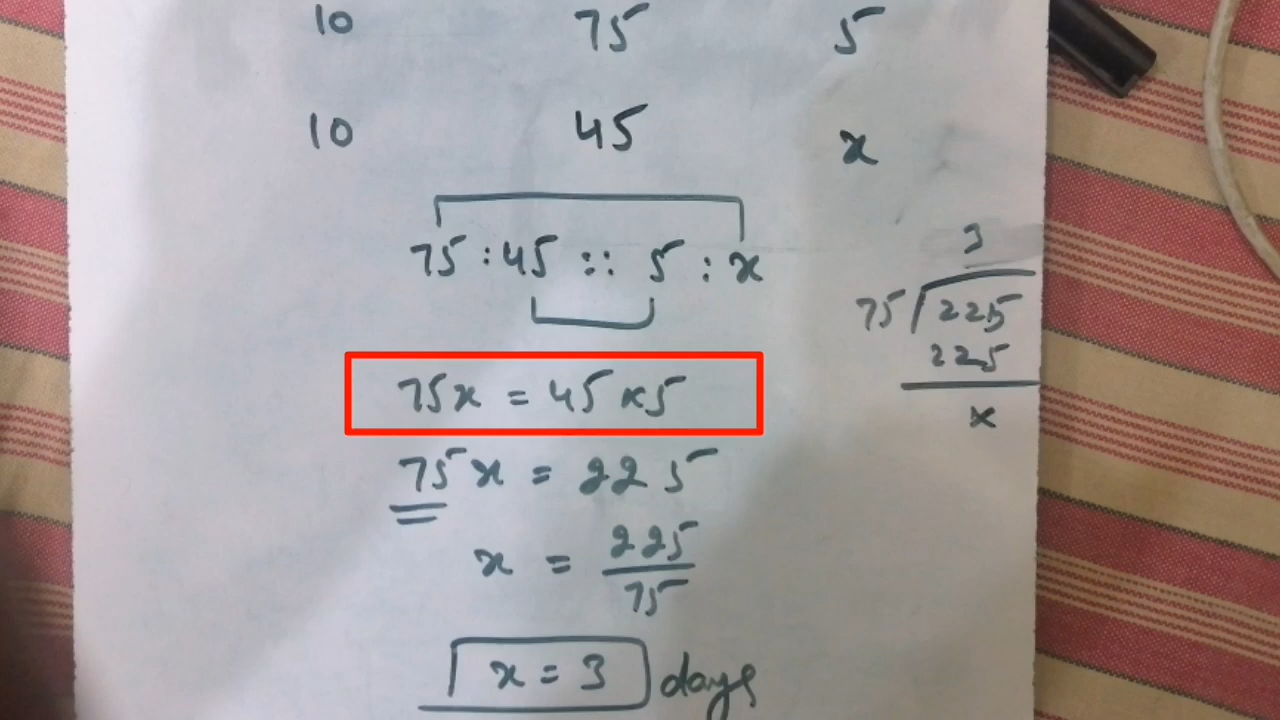 10 75 5
10 45 x
75 : 45 :: 5 : x
75x = 45 x 5
75x = 225
x = 225/75
x = 3 days
3
75 225
225
x